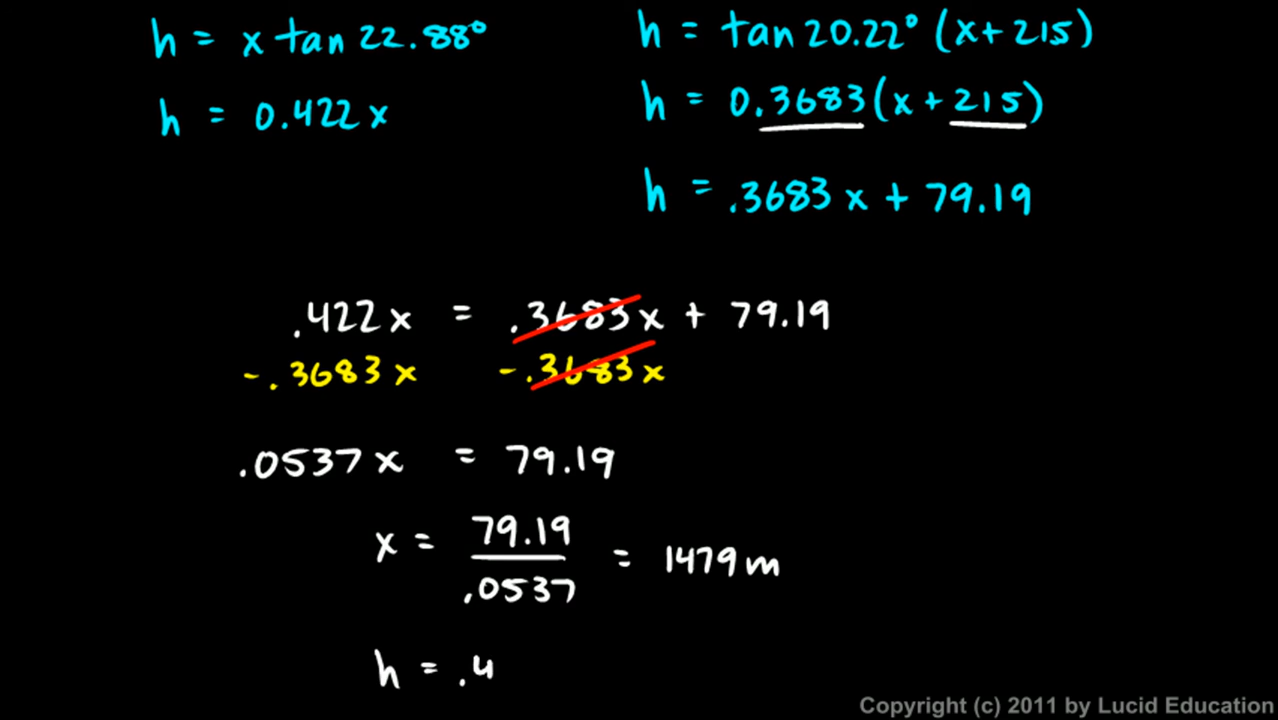 h = x tan 22.88°
h = tan 20.22° (x + 215)
h = 0.422 x
h = 0.3683 (x + 215)
h = .3683 x + 79.19
.422 x = .3683 x + 79.19
- .3683 x - .3683 x
.0537 x = 79.19
x = 79.19 / .0537 = 1479 m
h = .4
Copyright (c) 2011 by Lucid Education